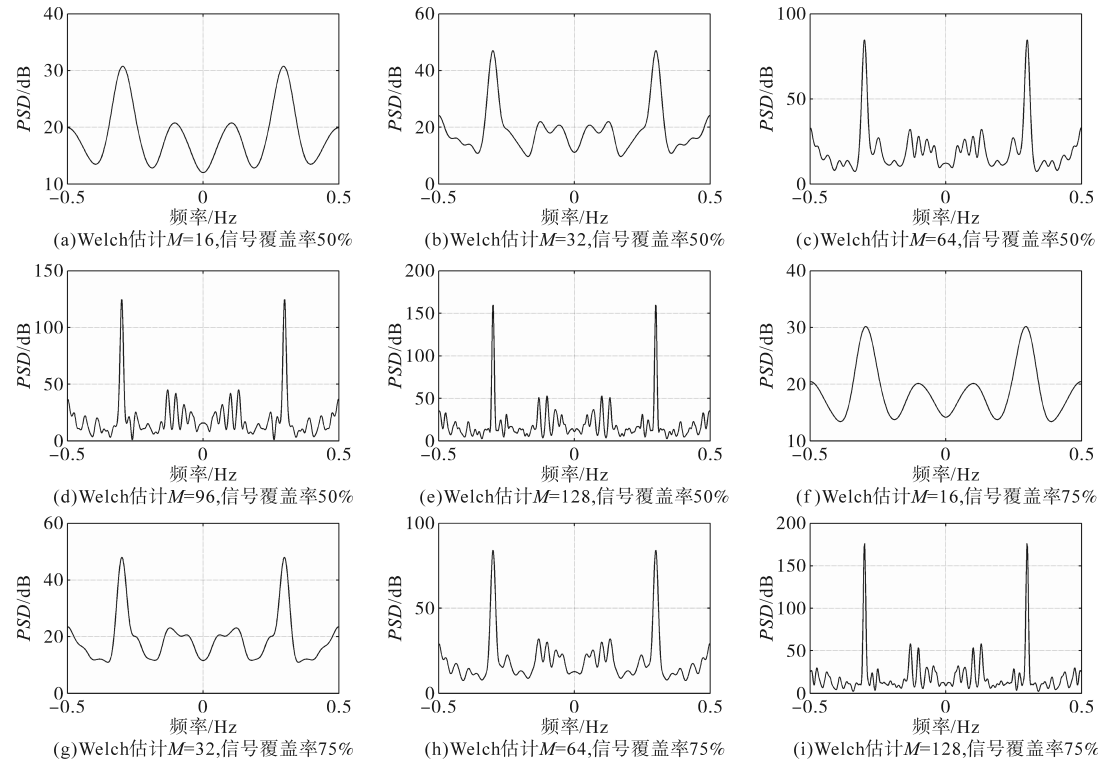 40
30
20
10
PSD/dB
−0.5
0
0.5
频率/Hz
(a)Welch估计M=16,信号覆盖率50%
60
40
20
0
PSD/dB
−0.5
0
0.5
频率/Hz
(b)Welch估计M=32,信号覆盖率50%
100
50
0
PSD/dB
−0.5
0
0.5
频率/Hz
(c)Welch估计M=64,信号覆盖率50%
150
100
50
0
PSD/dB
−0.5
0
0.5
频率/Hz
(d)Welch估计M=96,信号覆盖率50%
200
150
100
50
0
PSD/dB
−0.5
0
0.5
频率/Hz
(e)Welch估计M=128,信号覆盖率50%
40
30
20
10
PSD/dB
−0.5
0
0.5
频率/Hz
(f)Welch估计M=16,信号覆盖率75%
60
40
20
0
PSD/dB
−0.5
0
0.5
频率/Hz
(g)Welch估计M=32,信号覆盖率75%
100
50
0
PSD/dB
−0.5
0
0.5
频率/Hz
(h)Welch估计M=64,信号覆盖率75%
200
150
100
50
0
PSD/dB
−0.5
0
0.5
频率/Hz
(i)Welch估计M=128,信号覆盖率75%